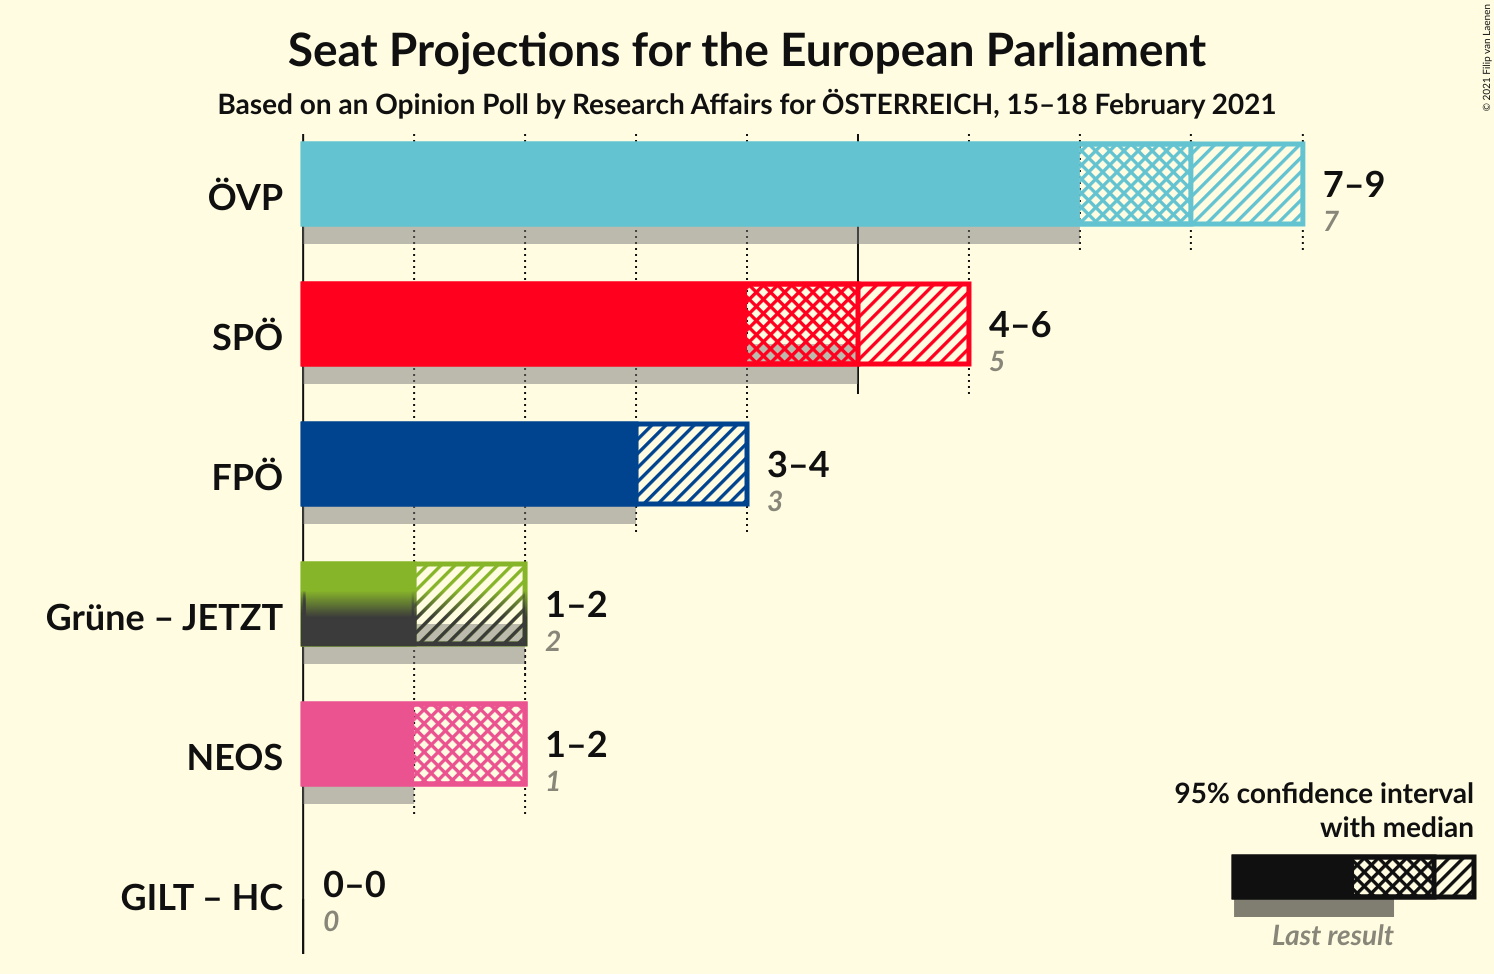 Seat Projections for the European Parliament
Based on an Opinion Poll by Research Affairs for ÖSTERREICH, 15–18 February 2021
© 2021 Filip van Laenen
ÖVP
7–9
7
SPÖ
4–6
5
FPÖ
3–4
3
Grüne – JETZT
1–2
2
NEOS
1–2
1
GILT – HC
0–0
0
95% confidence interval
with median
Last result